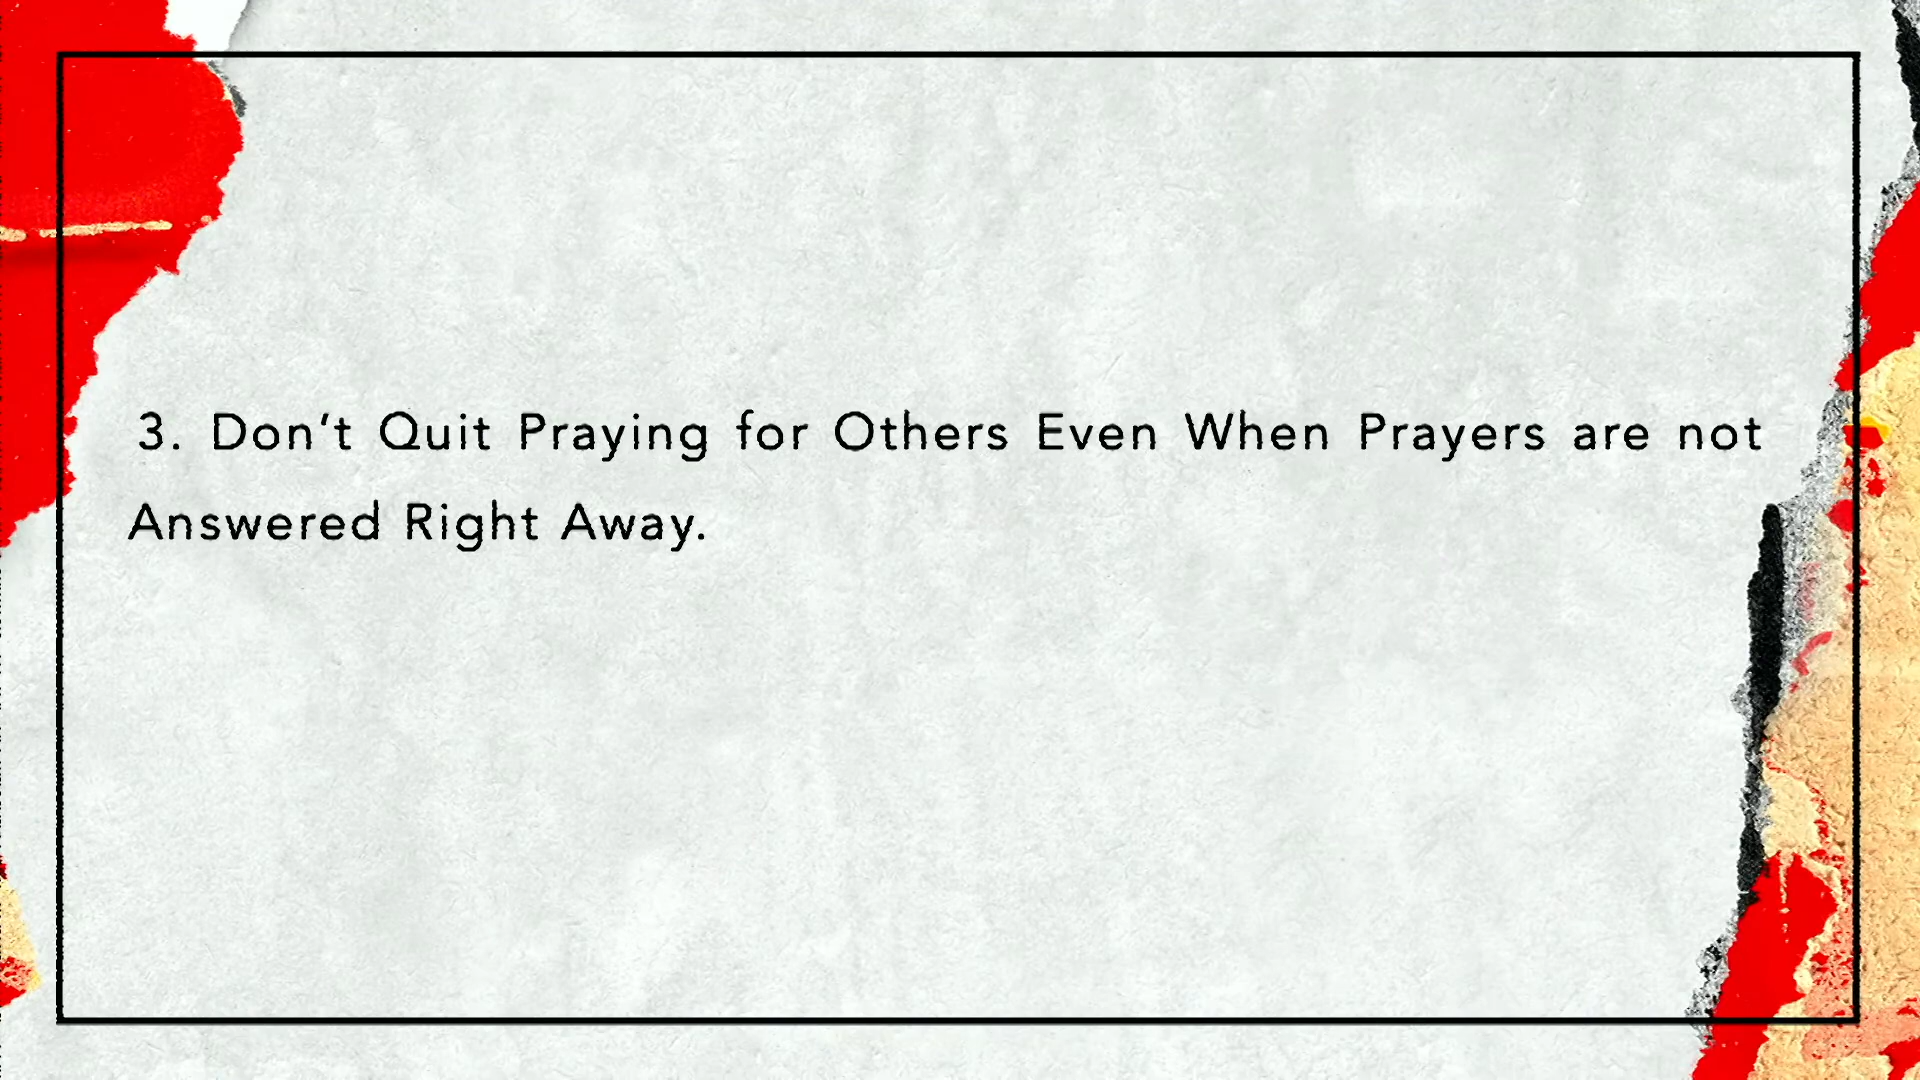 3. Don’t Quit Praying for Others Even When Prayers are not
Answered Right Away.